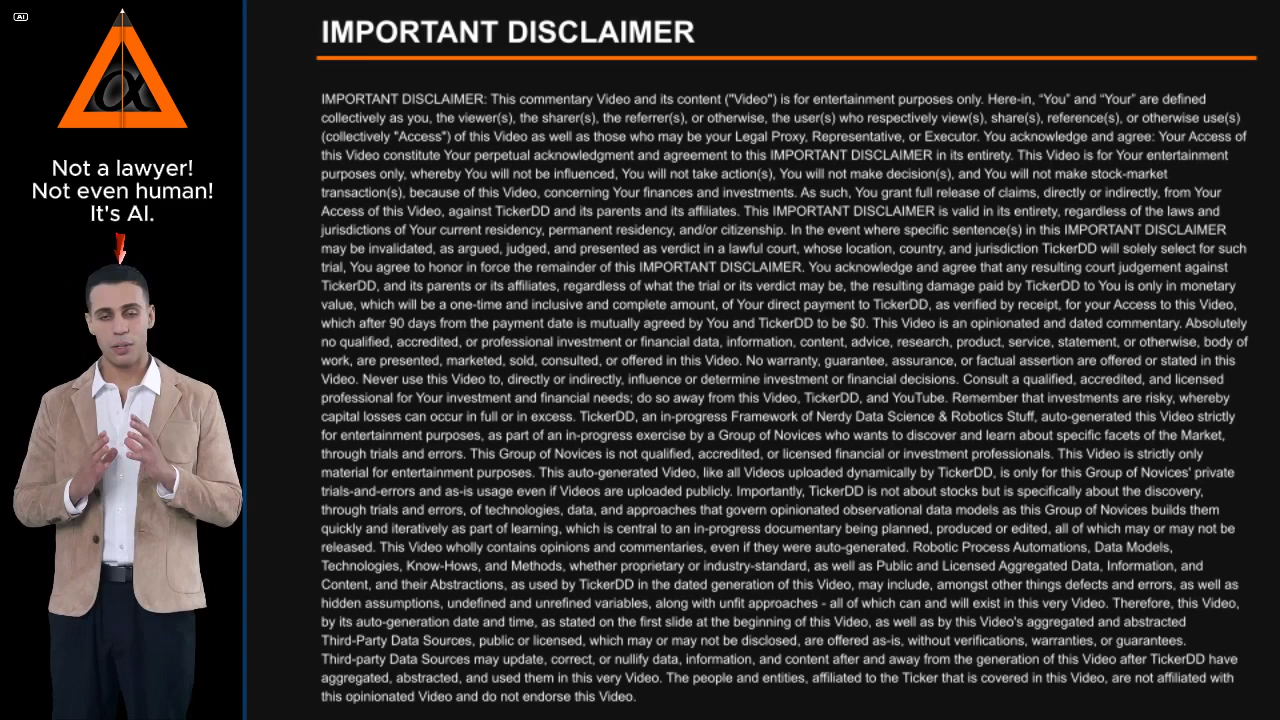 AI
α
Not a lawyer!
Not even human!
It's AI.
IMPORTANT DISCLAIMER
IMPORTANT DISCLAIMER: This commentary Video and its content ("Video") is for entertainment purposes only. Here-in, “You” and “Your” are defined
collectively as you, the viewer(s), the sharer(s), the referrer(s), or otherwise, the user(s) who respectively view(s), share(s), reference(s), or otherwise use(s)
(collectively "Access") of this Video as well as those who may be your Legal Proxy, Representative, or Executor. You acknowledge and agree: Your Access of
this Video constitute Your perpetual acknowledgment and agreement to this IMPORTANT DISCLAIMER in its entirety. This Video is for Your entertainment
purposes only, whereby You will not be influenced, You will not take action(s), You will not make decision(s), and You will not make stock-market
transaction(s), because of this Video, concerning Your finances and investments. As such, You grant full release of claims, directly or indirectly, from Your
Access of this Video, against TickerDD and its parents and its affiliates. This IMPORTANT DISCLAIMER is valid in its entirety, regardless of the laws and
jurisdictions of Your current residency, permanent residency, and/or citizenship. In the event where specific sentence(s) in this IMPORTANT DISCLAIMER
may be invalidated, as argued, judged, and presented as verdict in a lawful court, whose location, country, and jurisdiction TickerDD will solely select for such
trial, You agree to honor in force the remainder of this IMPORTANT DISCLAIMER. You acknowledge and agree that any resulting court judgement against
TickerDD, and its parents or its affiliates, regardless of what the trial or its verdict may be, the resulting damage paid by TickerDD to You is only in monetary
value, which will be a one-time and inclusive and complete amount, of Your direct payment to TickerDD, as verified by receipt, for your Access to this Video,
which after 90 days from the payment date is mutually agreed by You and TickerDD to be $0. This Video is an opinionated and dated commentary. Absolutely
no qualified, accredited, or professional investment or financial data, information, content, advice, research, product, service, statement, or otherwise, body of
work, are presented, marketed, sold, consulted, or offered in this Video. No warranty, guarantee, assurance, or factual assertion are offered or stated in this
Video. Never use this Video to, directly or indirectly, influence or determine investment or financial decisions. Consult a qualified, accredited, and licensed
professional for Your investment and financial needs; do so away from this Video, TickerDD, and YouTube. Remember that investments are risky, whereby
capital losses can occur in full or in excess. TickerDD, an in-progress Framework of Nerdy Data Science & Robotics Stuff, auto-generated this Video strictly
for entertainment purposes, as part of an in-progress exercise by a Group of Novices who wants to discover and learn about specific facets of the Market,
through trials and errors. This Group of Novices is not qualified, accredited, or licensed financial or investment professionals. This Video is strictly only
material for entertainment purposes. This auto-generated Video, like all Videos uploaded dynamically by TickerDD, is only for this Group of Novices' private
trials-and-errors and as-is usage even if Videos are uploaded publicly. Importantly, TickerDD is not about stocks but is specifically about the discovery,
through trials and errors, of technologies, data, and approaches that govern opinionated observational data models as this Group of Novices builds them
quickly and iteratively as part of learning, which is central to an in-progress documentary being planned, produced or edited, all of which may or may not be
released. This Video wholly contains opinions and commentaries, even if they were auto-generated. Robotic Process Automations, Data Models,
Technologies, Know-Hows, and Methods, whether proprietary or industry-standard, as well as Public and Licensed Aggregated Data, Information, and
Content, and their Abstractions, as used by TickerDD in the dated generation of this Video, may include, amongst other things defects and errors, as well as
hidden assumptions, undefined and unrefined variables, along with unfit approaches - all of which can and will exist in this very Video. Therefore, this Video,
by its auto-generation date and time, as stated on the first slide at the beginning of this Video, as well as by this Video's aggregated and abstracted
Third-Party Data Sources, public or licensed, which may or may not be disclosed, are offered as-is, without verifications, warranties, or guarantees.
Third-party Data Sources may update, correct, or nullify data, information, and content after and away from the generation of this Video after TickerDD have
aggregated, abstracted, and used them in this very Video. The people and entities, affiliated to the Ticker that is covered in this Video, are not affiliated with
this opinionated Video and do not endorse this Video.